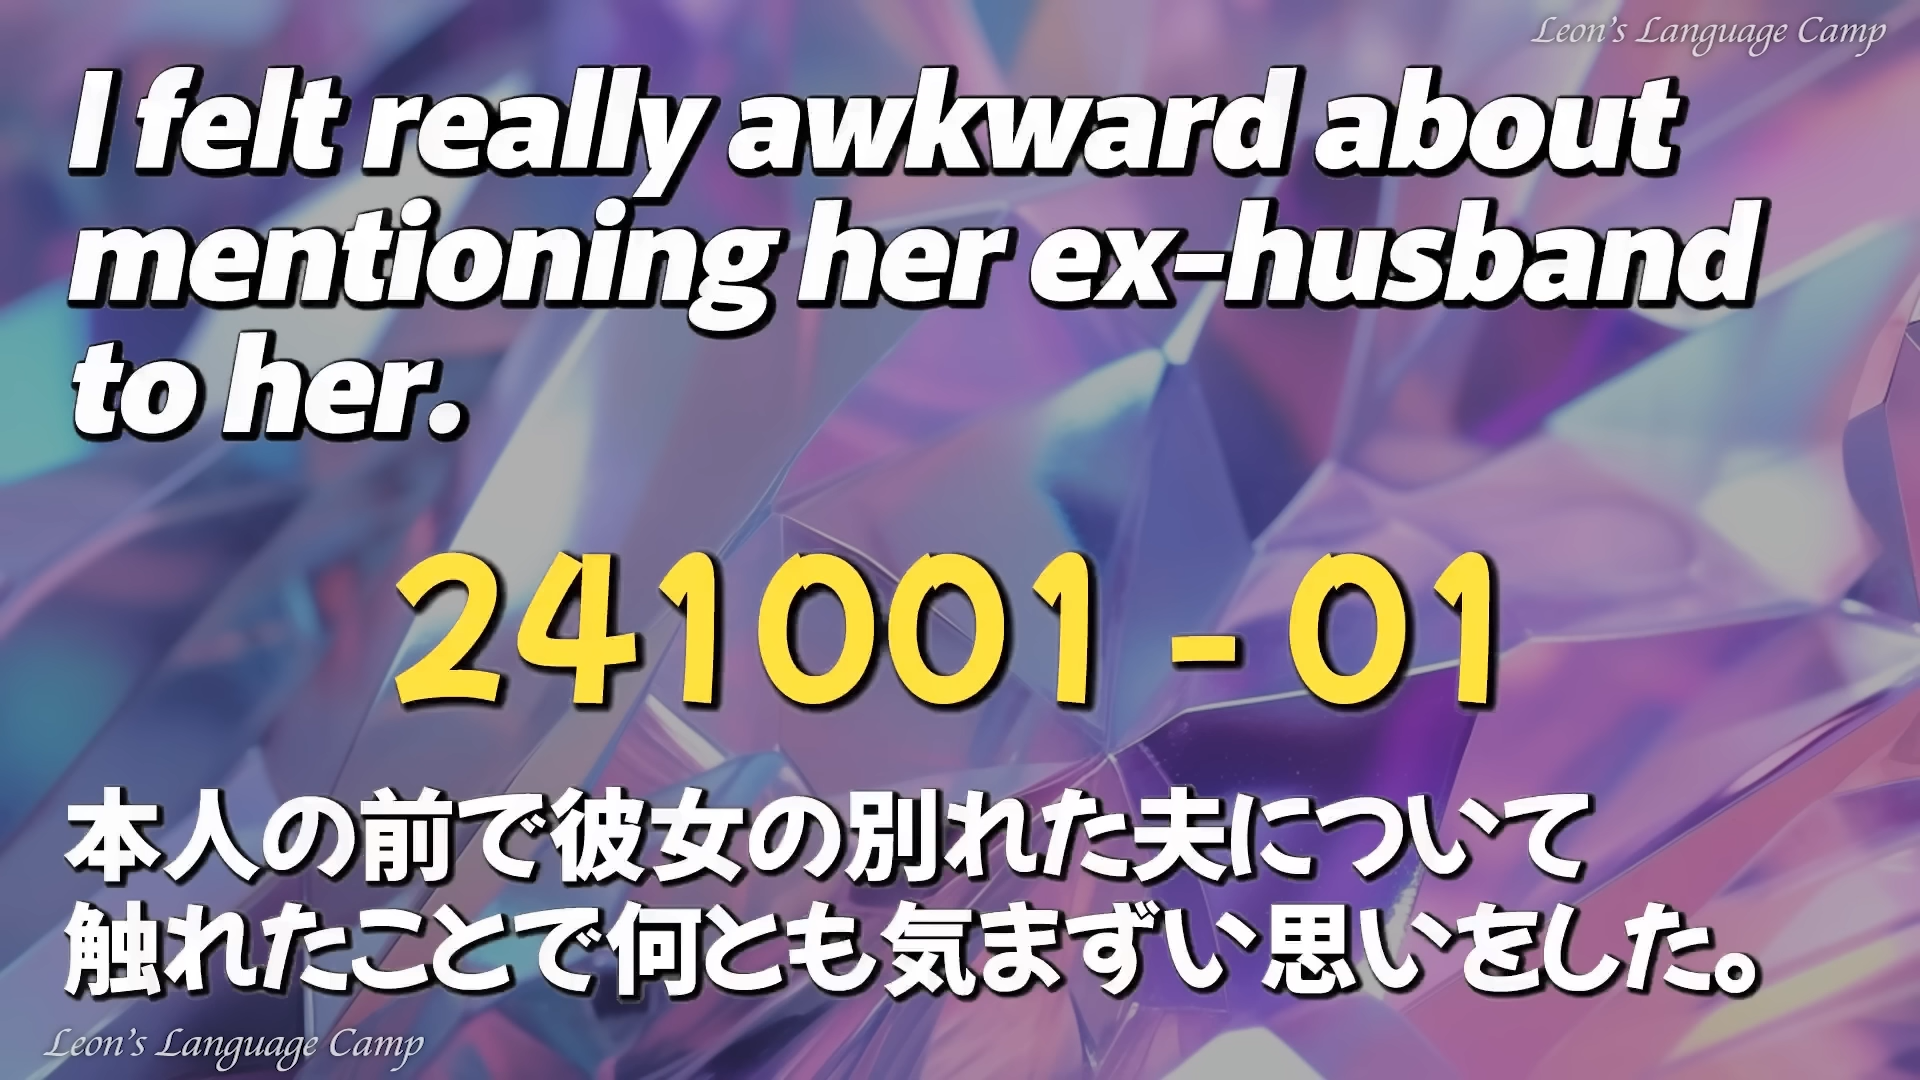 Leon's Language Camp
I felt really awkward about
mentioning her ex-husband
to her.
241001-01
本人の前で彼女の別れた夫について
触れたことで何とも気まずい思いをした。
Leon's Language Camp